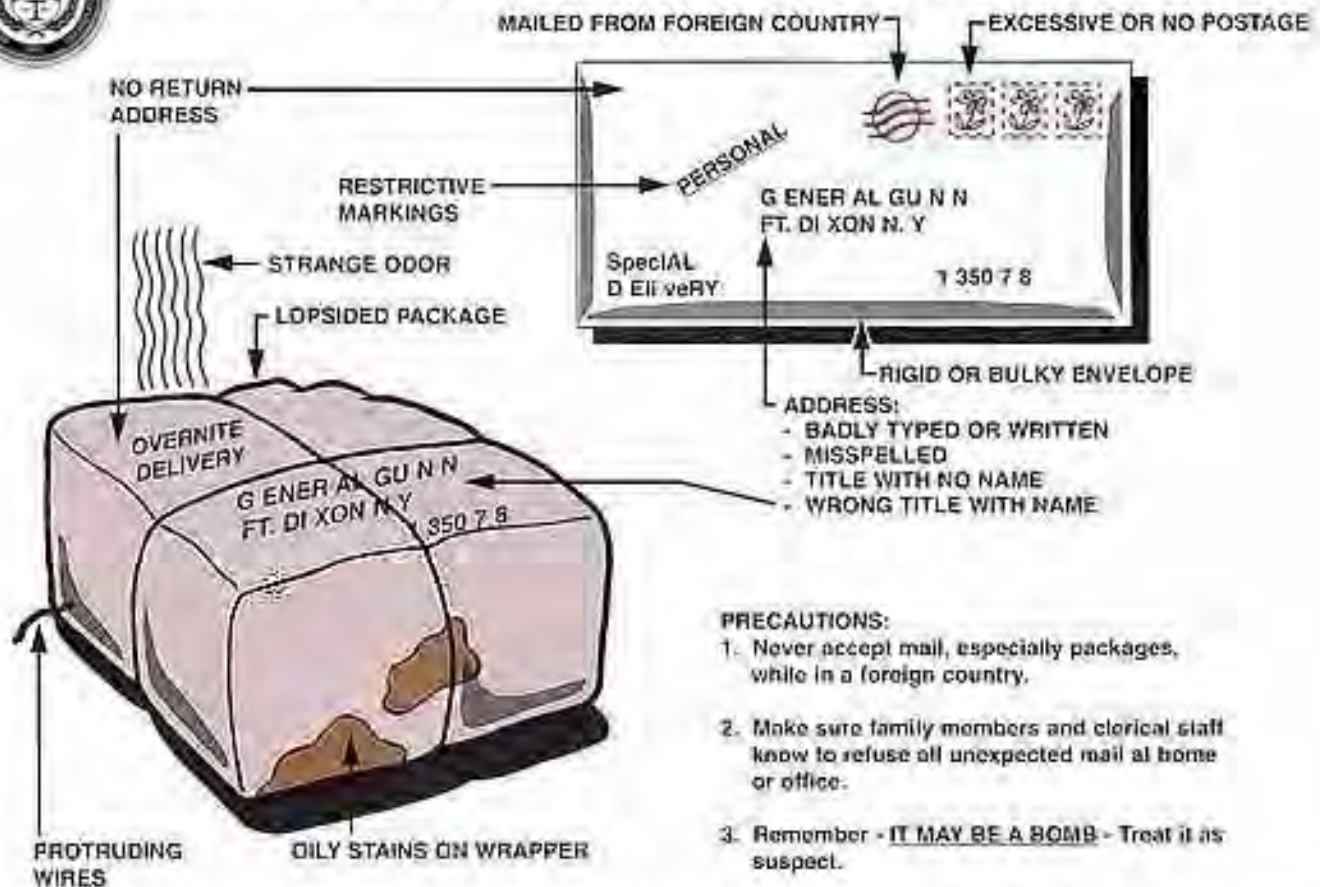 MAILED FROM FOREIGN COUNTRY
EXCESSIVE OR NO POSTAGE
NO RETURN
ADDRESS
PERSONAL
RESTRICTIVE
MARKINGS
G ENER AL GU N N
FT. DI XON N. Y
STRANGE ODOR
SpecIAL
D Eli veRY
1 350 7 8
LOPSIDED PACKAGE
RIGID OR BULKY ENVELOPE
ADDRESS:
- BADLY TYPED OR WRITTEN
- MISSPELLED
- TITLE WITH NO NAME
- WRONG TITLE WITH NAME
OVERNITE
DELIVERY
G ENER AL GU N N
FT. DI XON N Y
350 7 8
PRECAUTIONS:
1. Never accept mail, especially packages,
while in a foreign country.
2. Make sure family members and clerical staff
know to refuse all unexpected mail at home
or office.
3. Remember - IT MAY BE A BOMB - Treat it as
suspect.
PROTRUDING
WIRES
OILY STAINS ON WRAPPER